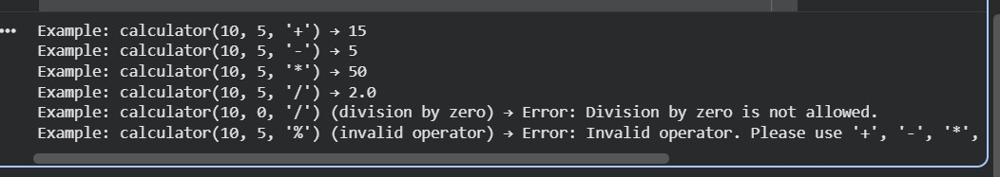 Example: calculator(10, 5, '+') → 15
Example: calculator(10, 5, '-') → 5
Example: calculator(10, 5, '*') → 50
Example: calculator(10, 5, '/') → 2.0
Example: calculator(10, 0, '/') (division by zero) → Error: Division by zero is not allowed.
Example: calculator(10, 5, '%') (invalid operator) → Error: Invalid operator. Please use '+', '-', '*',